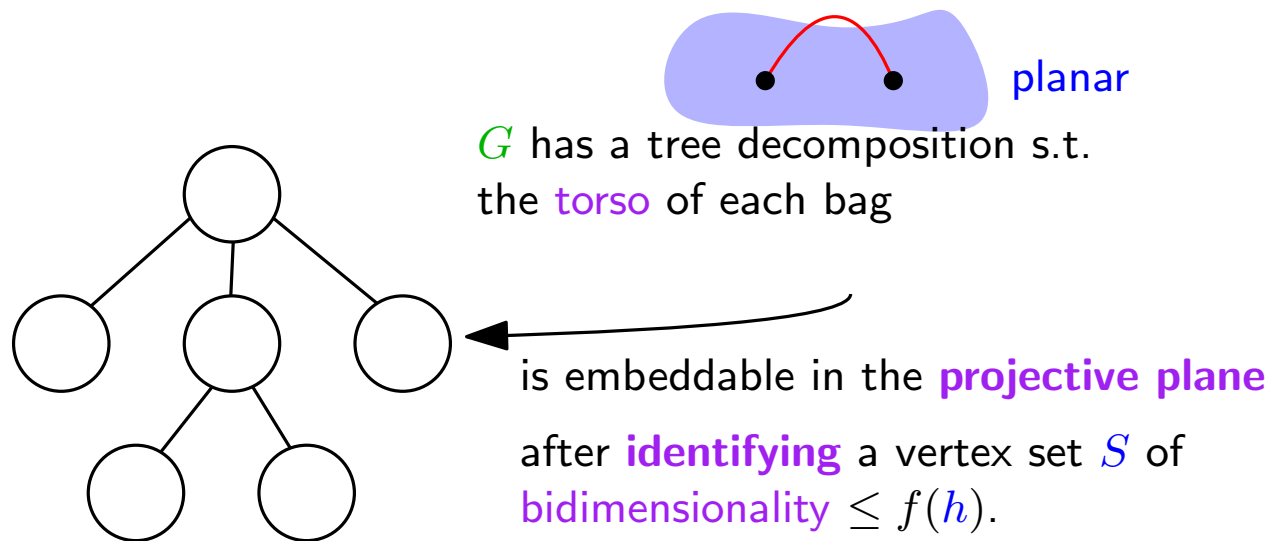 planar
G has a tree decomposition s.t.
the torso of each bag
is embeddable in the projective plane
after identifying a vertex set S of
bidimensionality ≤ f(h).